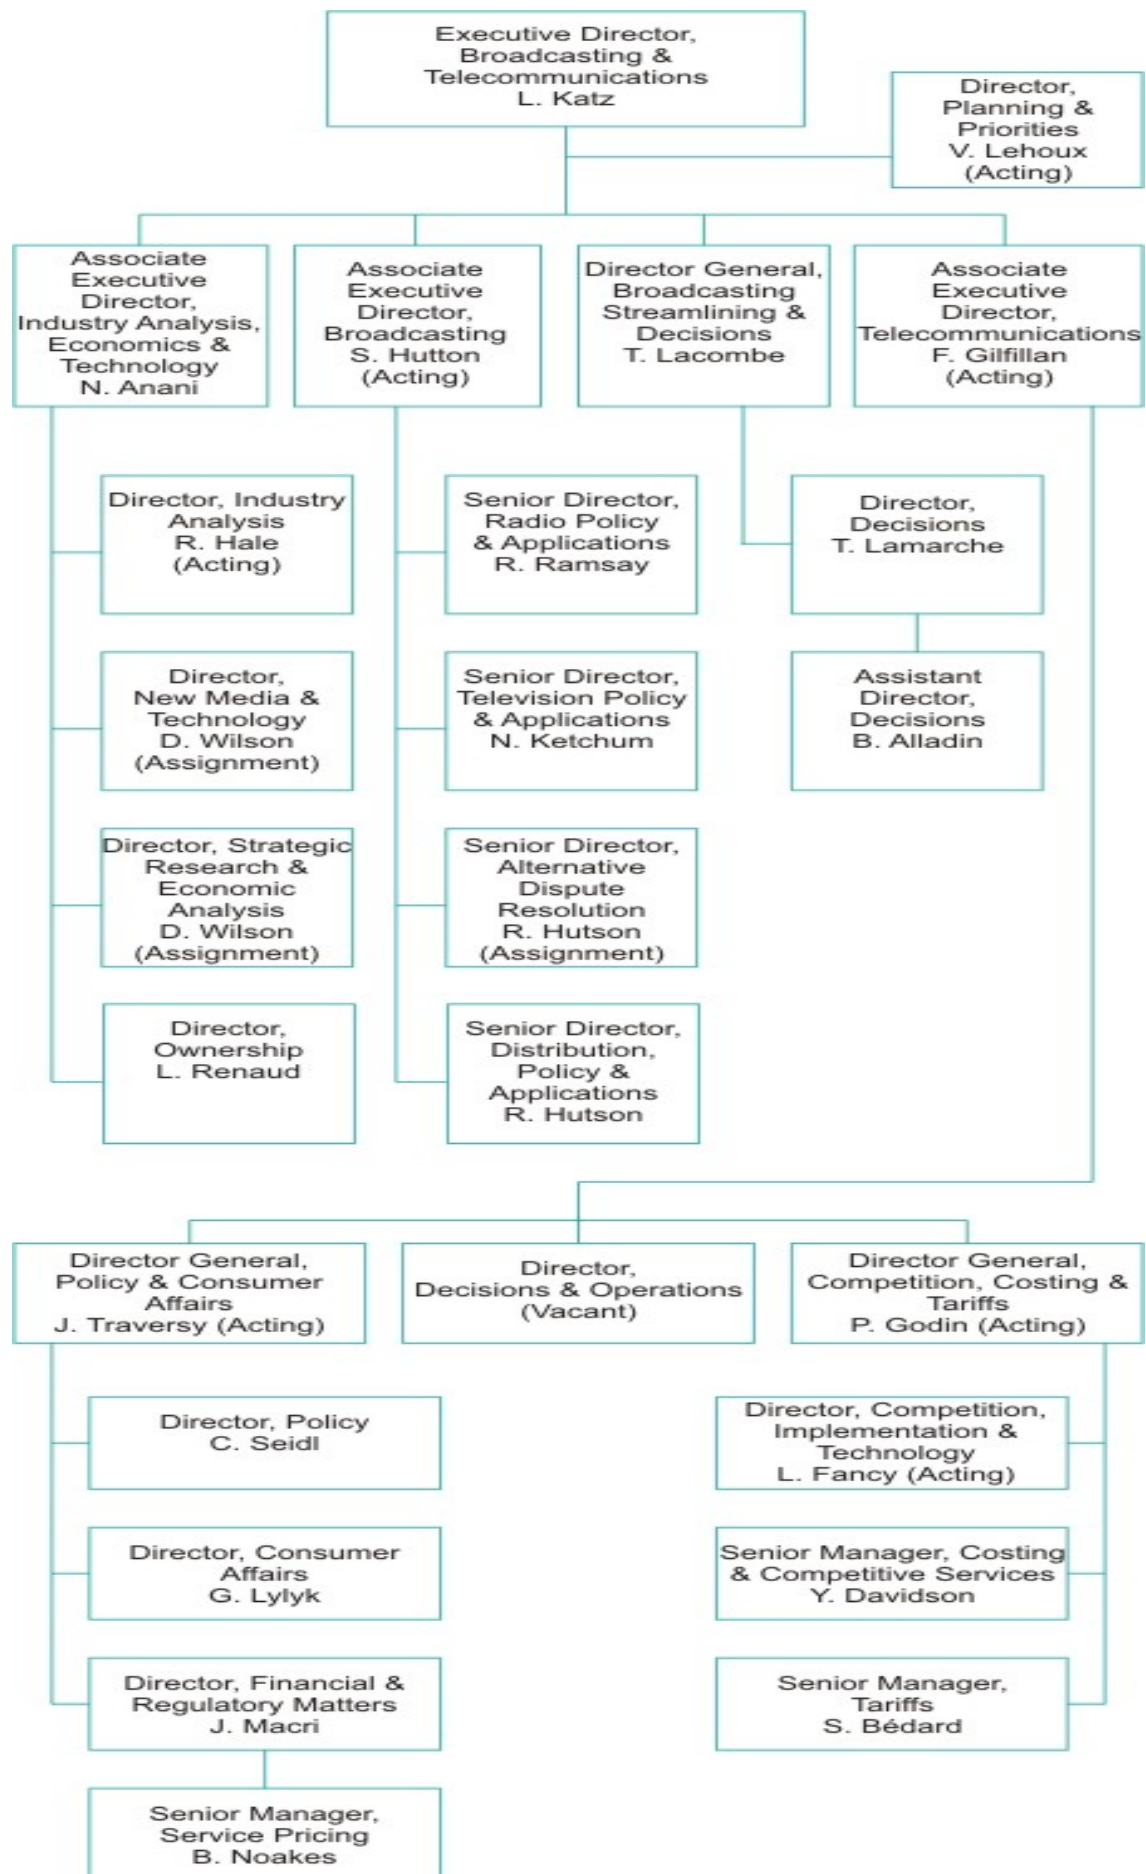 Executive Director,
Broadcasting &
Telecommunications
L. Katz
Director,
Planning &
Priorities
V. Lehoux
(Acting)
Associate
Executive
Director,
Industry Analysis,
Economics &
Technology
N. Anani
Associate
Executive
Director,
Broadcasting
S. Hutton
(Acting)
Director General,
Broadcasting
Streamlining &
Decisions
T. Lacombe
Associate
Executive
Director,
Telecommunications
F. Gilfillan
(Acting)
Director, Industry
Analysis
R. Hale
(Acting)
Director,
New Media &
Technology
D. Wilson
(Assignment)
Director, Strategic
Research &
Economic
Analysis
D. Wilson
(Assignment)
Director,
Ownership
L. Renaud
Senior Director,
Radio Policy
& Applications
R. Ramsay
Senior Director,
Television Policy
& Applications
N. Ketchum
Senior Director,
Alternative
Dispute
Resolution
R. Hutson
(Assignment)
Senior Director,
Distribution,
Policy &
Applications
R. Hutson
Director,
Decisions
T. Lamarche
Assistant
Director,
Decisions
B. Alladin
Director General,
Policy & Consumer
Affairs
J. Traversy (Acting)
Director,
Decisions & Operations
(Vacant)
Director General,
Competition, Costing &
Tariffs
P. Godin (Acting)
Director, Policy
C. Seidl
Director, Consumer
Affairs
G. Lylyk
Director, Financial &
Regulatory Matters
J. Macri
Senior Manager,
Service Pricing
B. Noakes
Director, Competition,
Implementation &
Technology
L. Fancy (Acting)
Senior Manager, Costing
& Competitive Services
Y. Davidson
Senior Manager,
Tariffs
S. Bédard